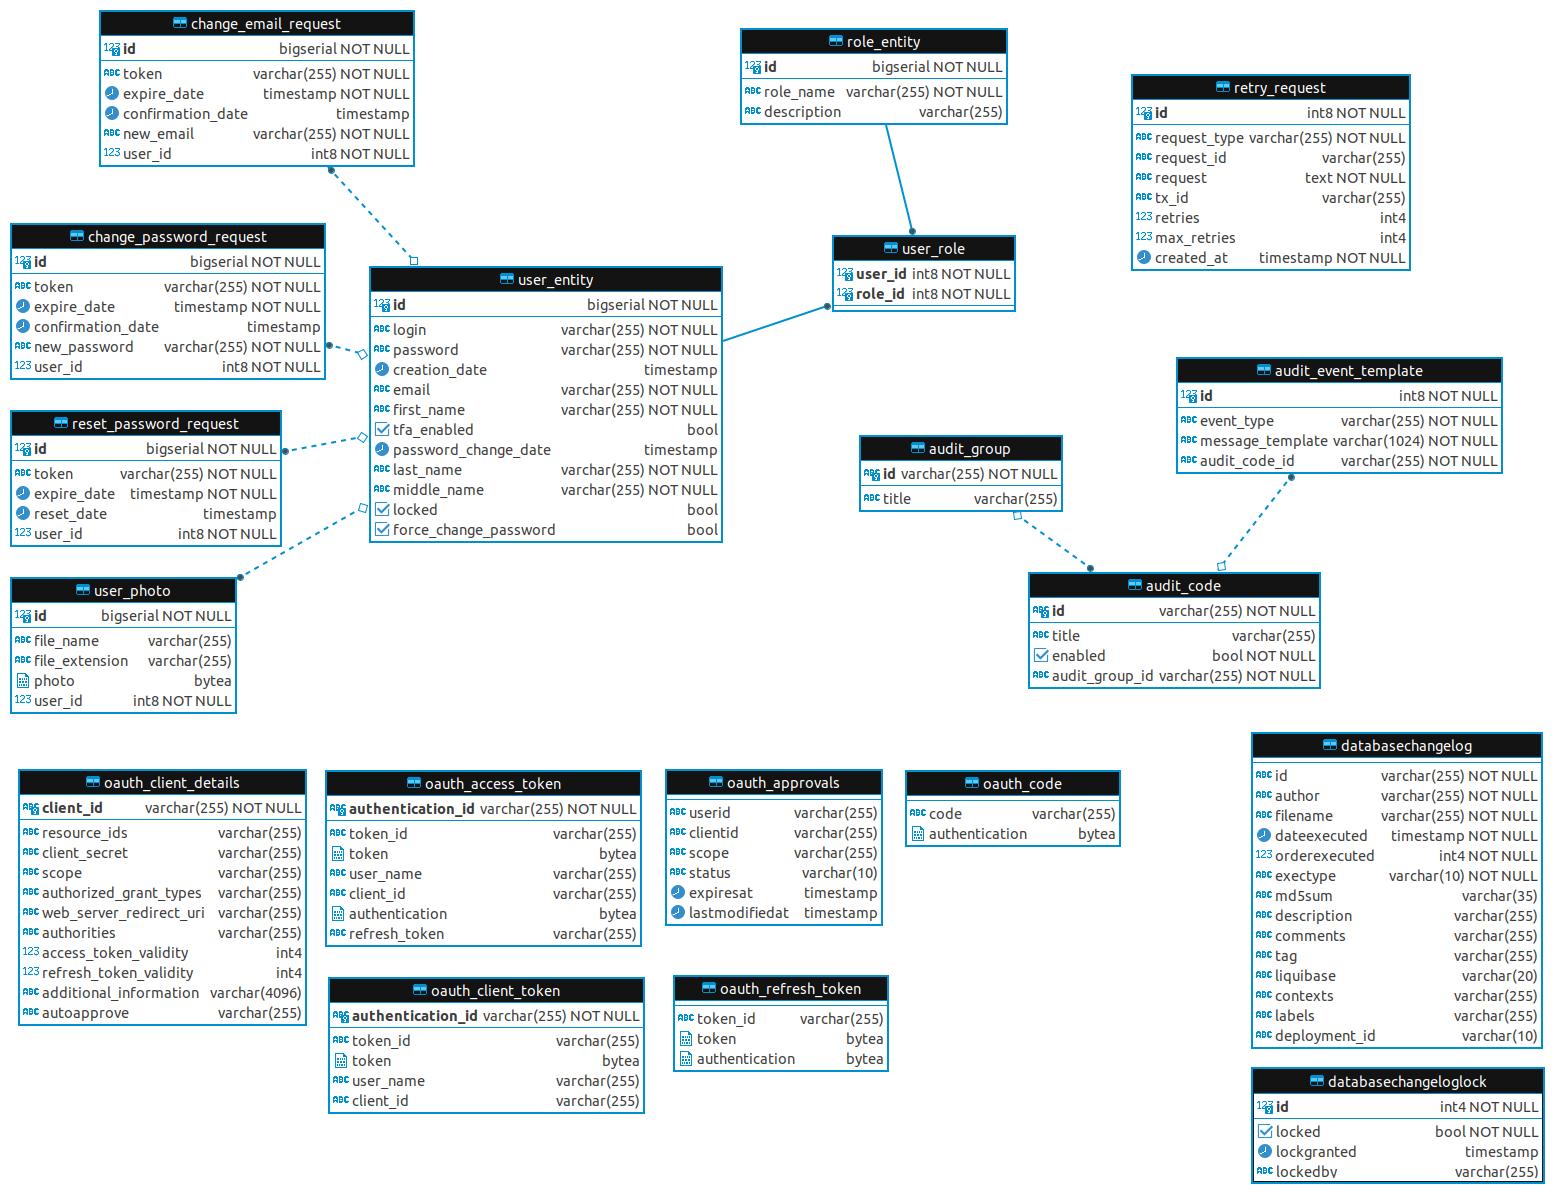 change_email_request
id bigserial NOT NULL
token varchar(255) NOT NULL
expire_date timestamp NOT NULL
confirmation_date timestamp
new_email varchar(255) NOT NULL
user_id int8 NOT NULL
role_entity
id bigserial NOT NULL
role_name varchar(255) NOT NULL
description varchar(255)
retry_request
id int8 NOT NULL
request_type varchar(255) NOT NULL
request_id varchar(255)
request text NOT NULL
tx_id varchar(255)
retries int4
max_retries int4
created_at timestamp NOT NULL
change_password_request
id bigserial NOT NULL
token varchar(255) NOT NULL
expire_date timestamp NOT NULL
confirmation_date timestamp
new_password varchar(255) NOT NULL
user_id int8 NOT NULL
user_entity
id bigserial NOT NULL
login varchar(255) NOT NULL
password varchar(255) NOT NULL
creation_date timestamp
email varchar(255) NOT NULL
first_name varchar(255) NOT NULL
tfa_enabled bool
password_change_date timestamp
last_name varchar(255) NOT NULL
middle_name varchar(255) NOT NULL
locked bool
force_change_password bool
user_role
user_id int8 NOT NULL
role_id int8 NOT NULL
reset_password_request
id bigserial NOT NULL
token varchar(255) NOT NULL
expire_date timestamp NOT NULL
reset_date timestamp
user_id int8 NOT NULL
audit_group
id varchar(255) NOT NULL
title varchar(255)
audit_event_template
id int8 NOT NULL
event_type varchar(255) NOT NULL
message_template varchar(1024) NOT NULL
audit_code_id varchar(255) NOT NULL
user_photo
id bigserial NOT NULL
file_name varchar(255)
file_extension varchar(255)
photo bytea
user_id int8 NOT NULL
audit_code
id varchar(255) NOT NULL
title varchar(255)
enabled bool NOT NULL
audit_group_id varchar(255) NOT NULL
oauth_client_details
client_id varchar(255) NOT NULL
resource_ids varchar(255)
client_secret varchar(255)
scope varchar(255)
authorized_grant_types varchar(255)
web_server_redirect_uri varchar(255)
authorities varchar(255)
access_token_validity int4
refresh_token_validity int4
additional_information varchar(4096)
autoapprove varchar(255)
oauth_access_token
authentication_id varchar(255) NOT NULL
token_id varchar(255)
token bytea
user_name varchar(255)
client_id varchar(255)
authentication bytea
refresh_token varchar(255)
oauth_approvals
userid varchar(255)
clientid varchar(255)
scope varchar(255)
status varchar(10)
expiresat timestamp
lastmodifiedat timestamp
oauth_code
code varchar(255)
authentication bytea
oauth_client_token
authentication_id varchar(255) NOT NULL
token_id varchar(255)
token bytea
user_name varchar(255)
client_id varchar(255)
oauth_refresh_token
token_id varchar(255)
token bytea
authentication bytea
databasechangelog
id varchar(255) NOT NULL
author varchar(255) NOT NULL
filename varchar(255) NOT NULL
dateexecuted timestamp NOT NULL
orderexecuted int4 NOT NULL
exectype varchar(10) NOT NULL
md5sum varchar(35)
description varchar(255)
comments varchar(255)
tag varchar(255)
liquibase varchar(20)
contexts varchar(255)
labels varchar(255)
deployment_id varchar(10)
databasechangeloglock
id int4 NOT NULL
locked bool NOT NULL
lockgranted timestamp
lockedby varchar(255)